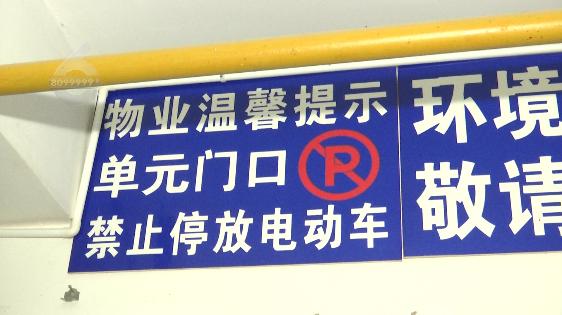 8099999
物业温馨提示
单元门口
禁止停放电动车
环境
敬请